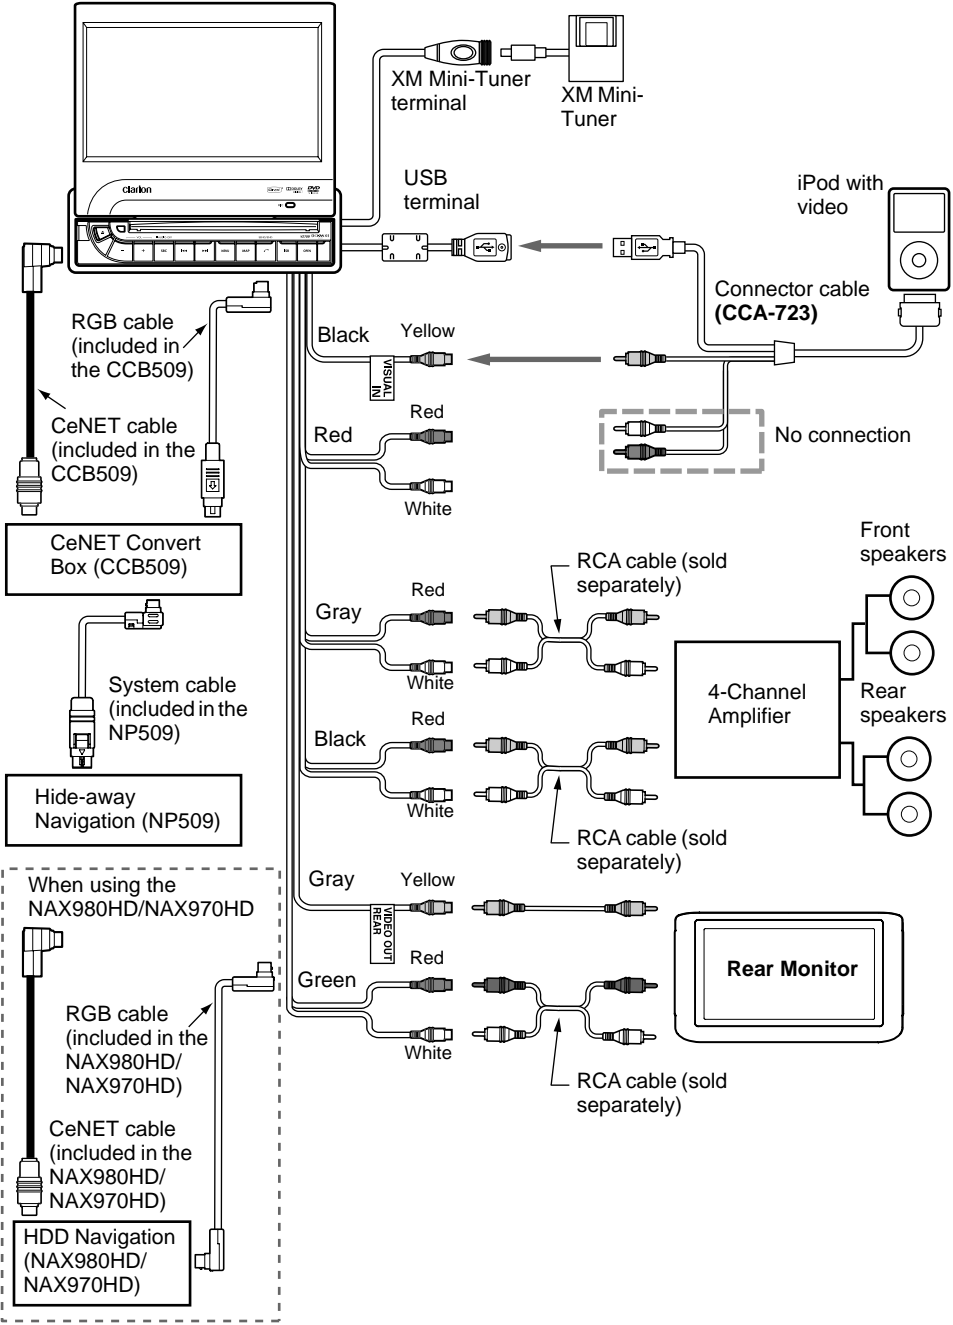 XM Mini-Tuner
terminal
XM Mini-
Tuner
clarion
USB
terminal
iPod with
video
Connector cable
(CCA-723)
RGB cable
(included in
the CCB509)
Black
Yellow
VISUAL
IN
CeNET cable
(included in the
CCB509)
Red
Red
White
No connection
CeNET Convert
Box (CCB509)
Front
speakers
RCA cable (sold
separately)
Gray
Red
White
System cable
(included in the
NP509)
4-Channel
Amplifier
Rear
speakers
Black
Red
White
Hide-away
Navigation (NP509)
RCA cable (sold
separately)
When using the
NAX980HD/NAX970HD
Gray
Yellow
VIDEO OUT
REAR
Rear Monitor
Green
Red
White
RGB cable
(included in the
NAX980HD/
NAX970HD)
RCA cable (sold
separately)
CeNET cable
(included in the
NAX980HD/
NAX970HD)
HDD Navigation
(NAX980HD/
NAX970HD)